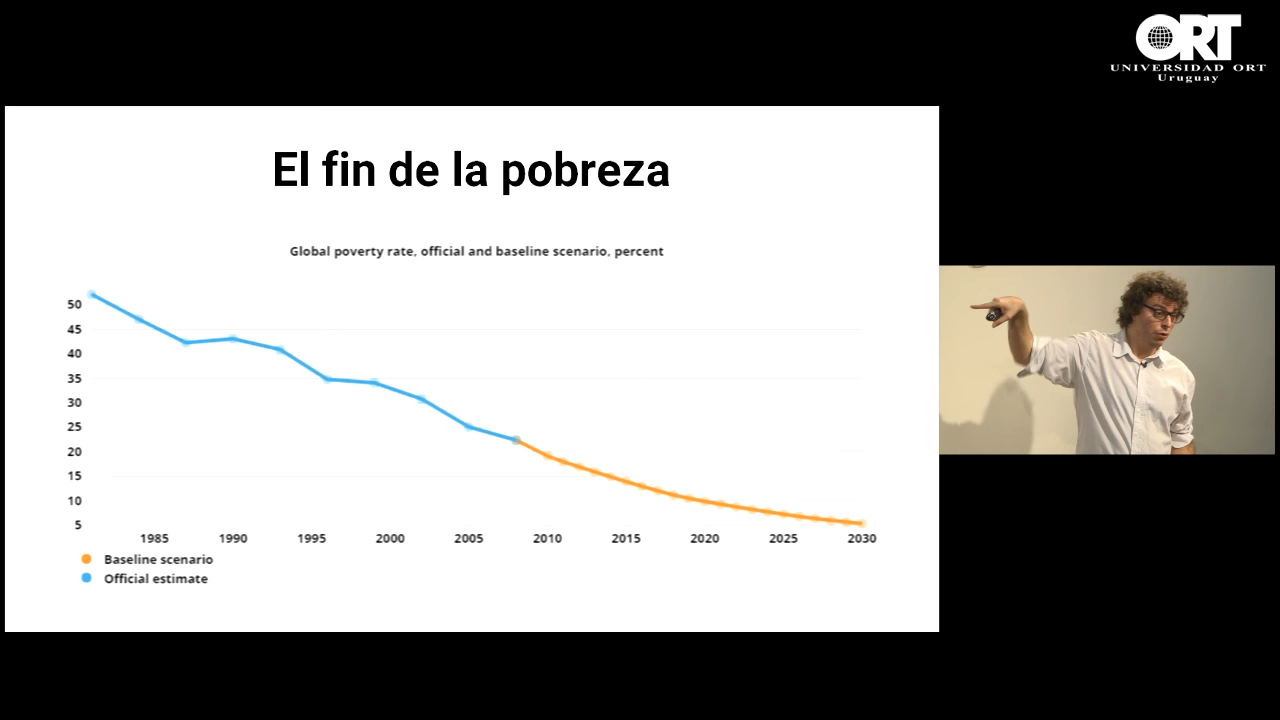 ORT
UNIVERSIDAD ORT
Uruguay
El fin de la pobreza
Global poverty rate, official and baseline scenario, percent
50
45
40
35
30
25
20
15
10
5
1985 1990 1995 2000 2005 2010 2015 2020 2025 2030
Baseline scenario
Official estimate